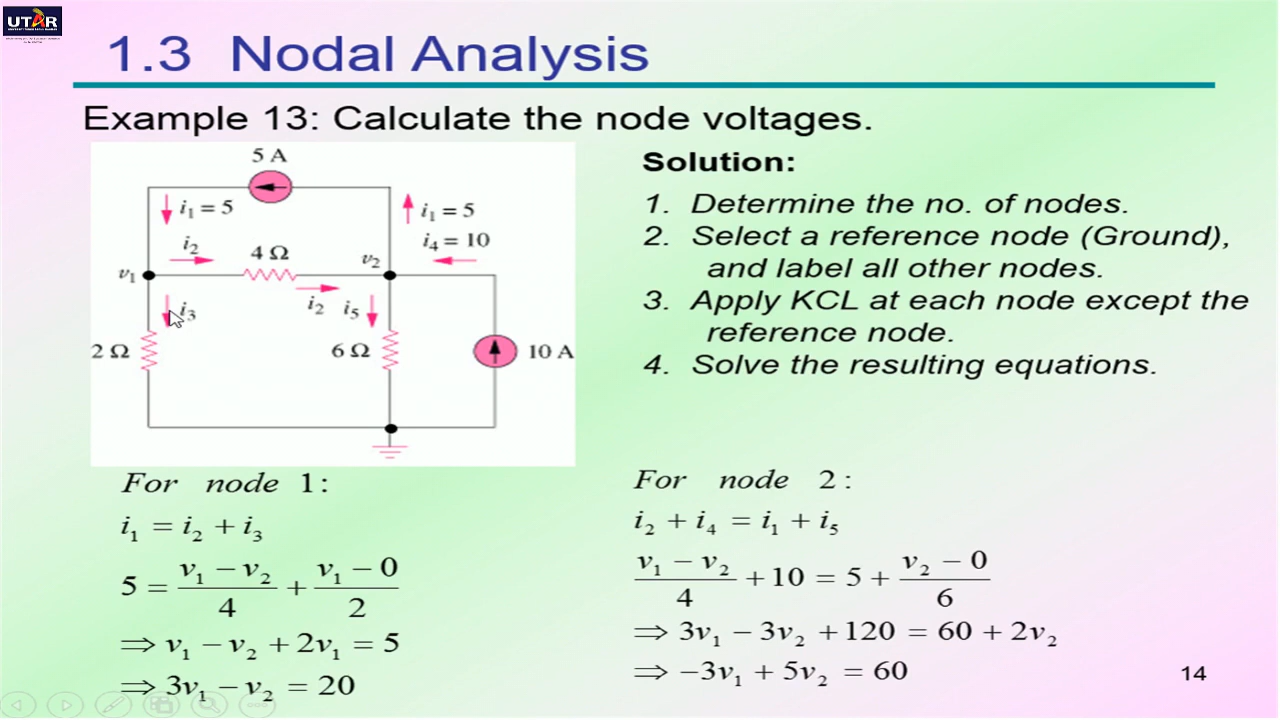 UTAR
1.3 Nodal Analysis
Example 13: Calculate the node voltages.
5 A
i₁ = 5
i₂
4 Ω
v₂
i₁ = 5
i₄ = 10
v₁
i₃
i₂
i₅
2 Ω
6 Ω
10 A
Solution:
1. Determine the no. of nodes.
2. Select a reference node (Ground),
and label all other nodes.
3. Apply KCL at each node except the
reference node.
4. Solve the resulting equations.
For node 1:
i₁ = i₂ + i₃
5 = (v₁ − v₂)/4 + (v₁ − 0)/2
⇒ v₁ − v₂ + 2v₁ = 5
⇒ 3v₁ − v₂ = 20
For node 2 :
i₂ + i₄ = i₁ + i₅
(v₁ − v₂)/4 + 10 = 5 + (v₂ − 0)/6
⇒ 3v₁ − 3v₂ + 120 = 60 + 2v₂
⇒ −3v₁ + 5v₂ = 60
14